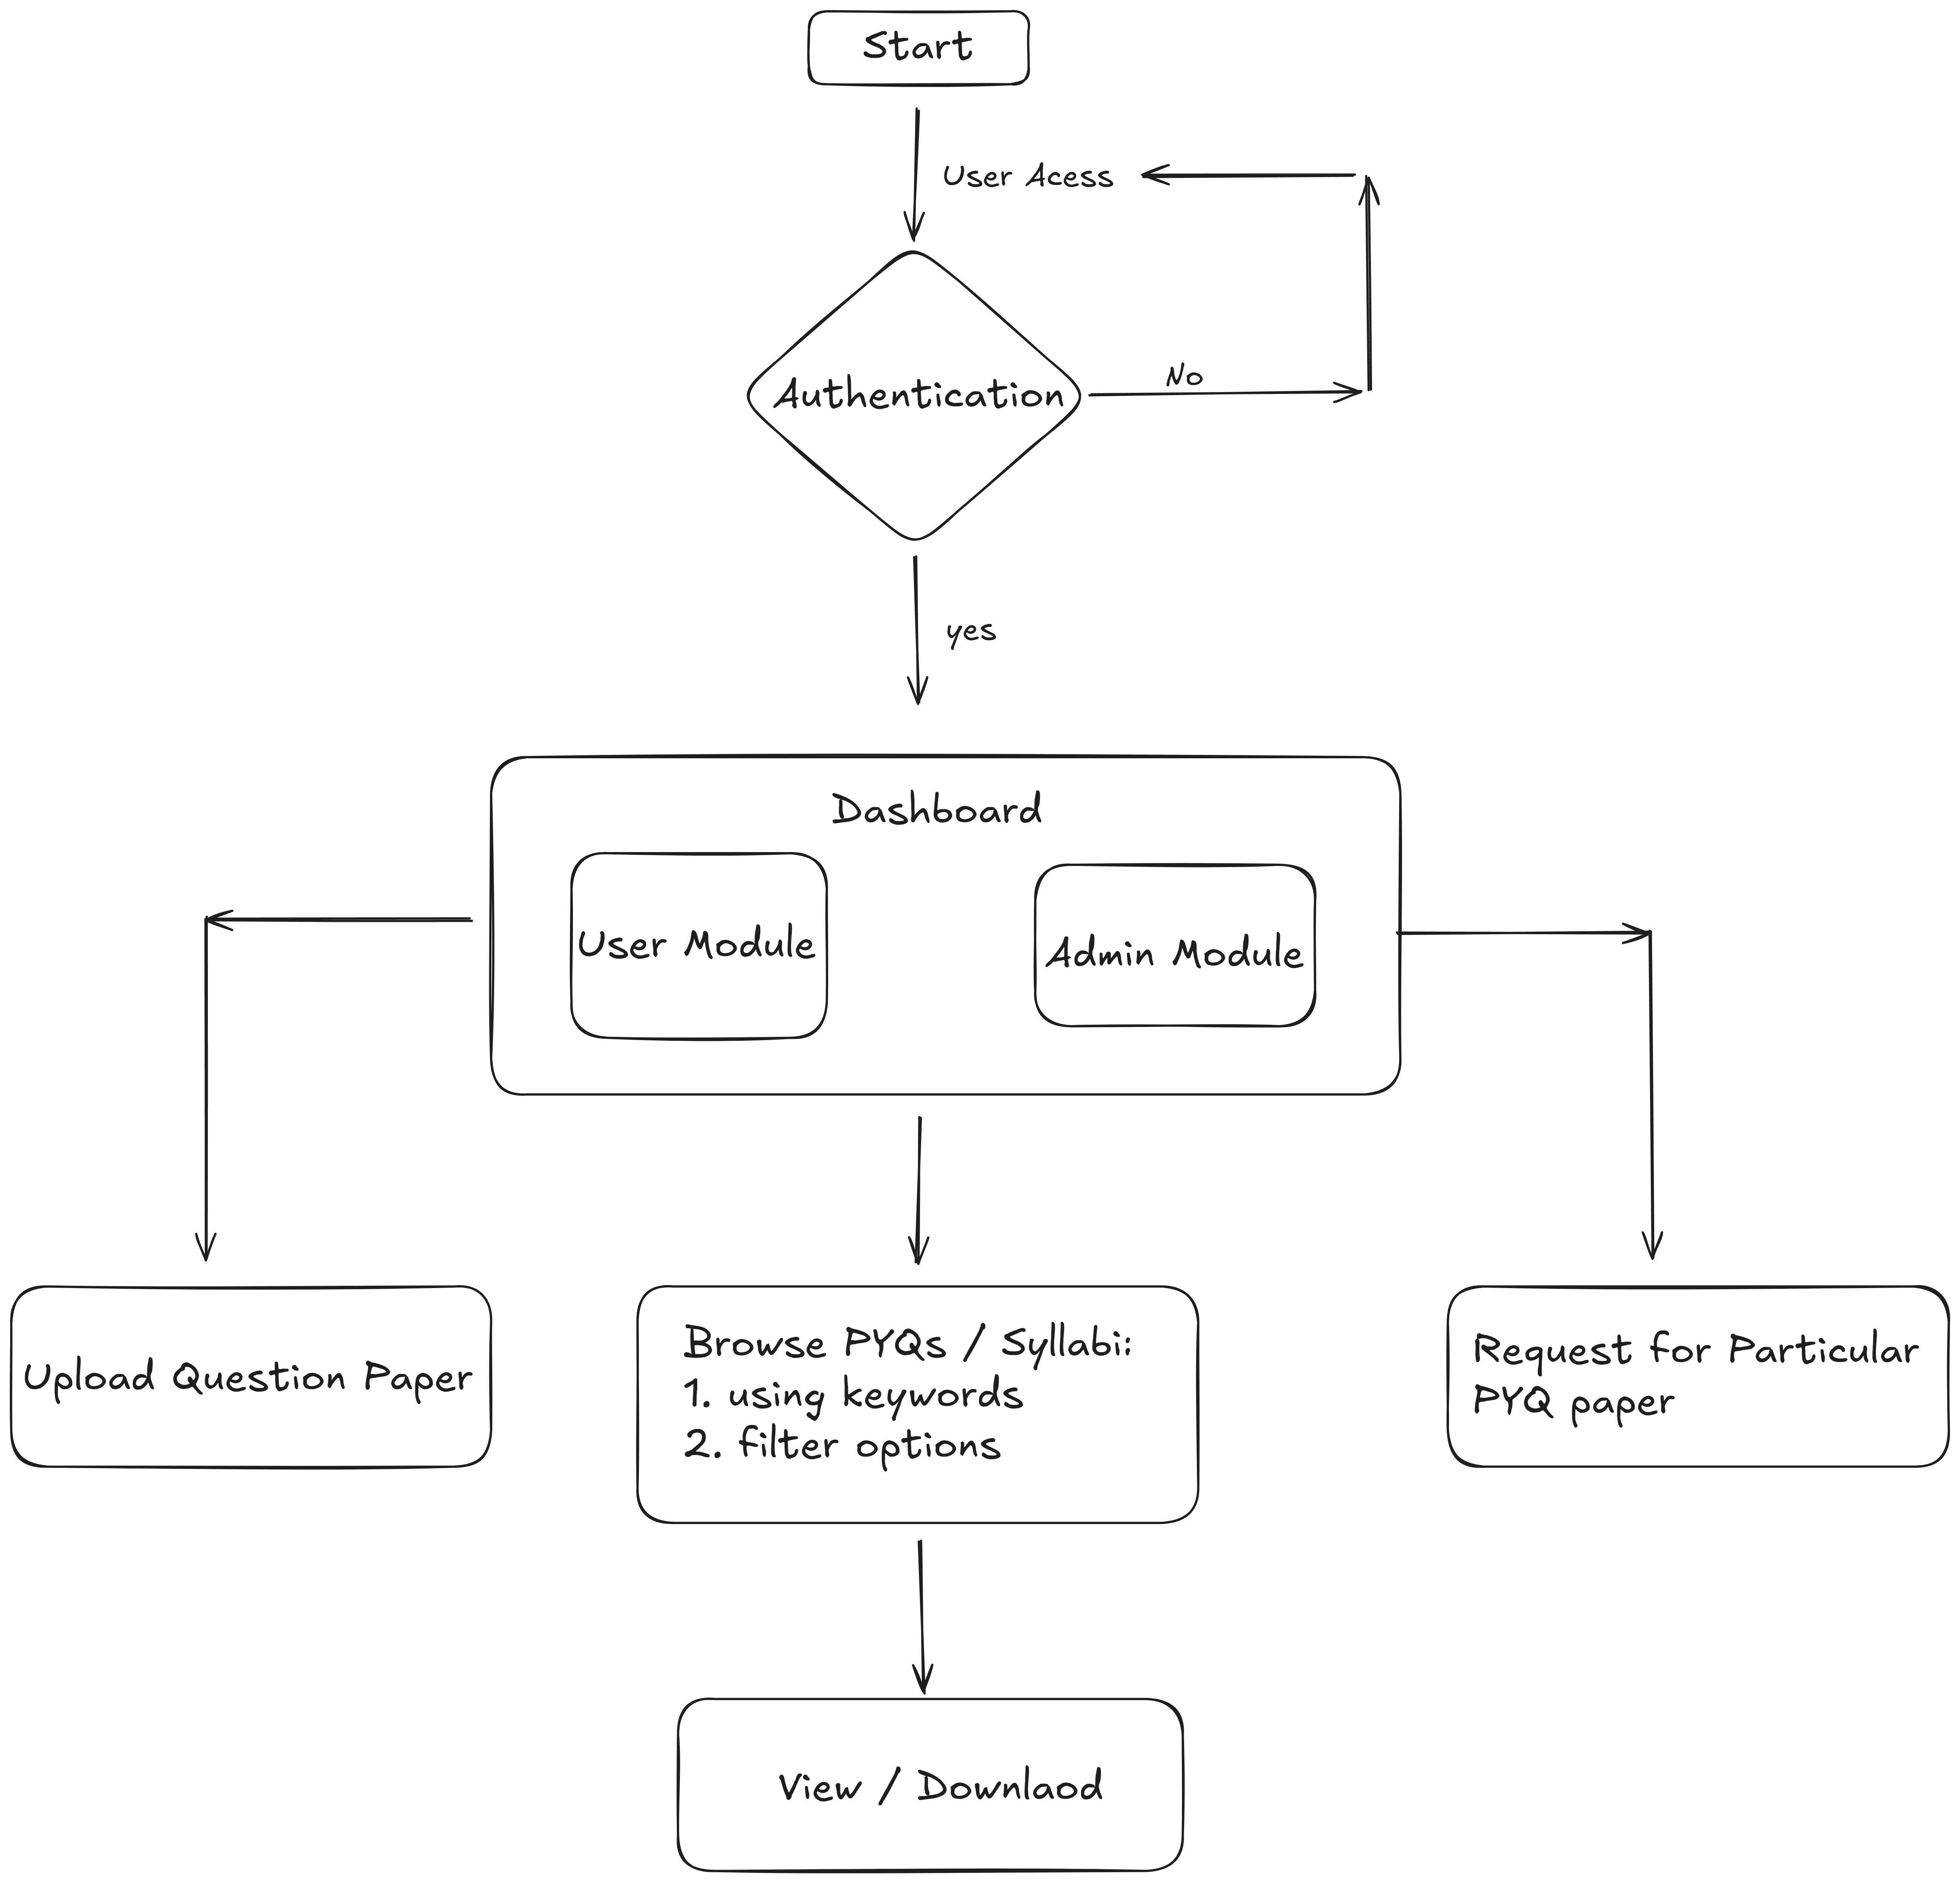 Start
User Acess
Authentication
No
yes
Dashboard
User Module
Admin Module
Upload Question Paper
Browse PYQs / Syllabi:
1. using keywords
2. filter options
Request for Particular
PYQ paper
View / Download